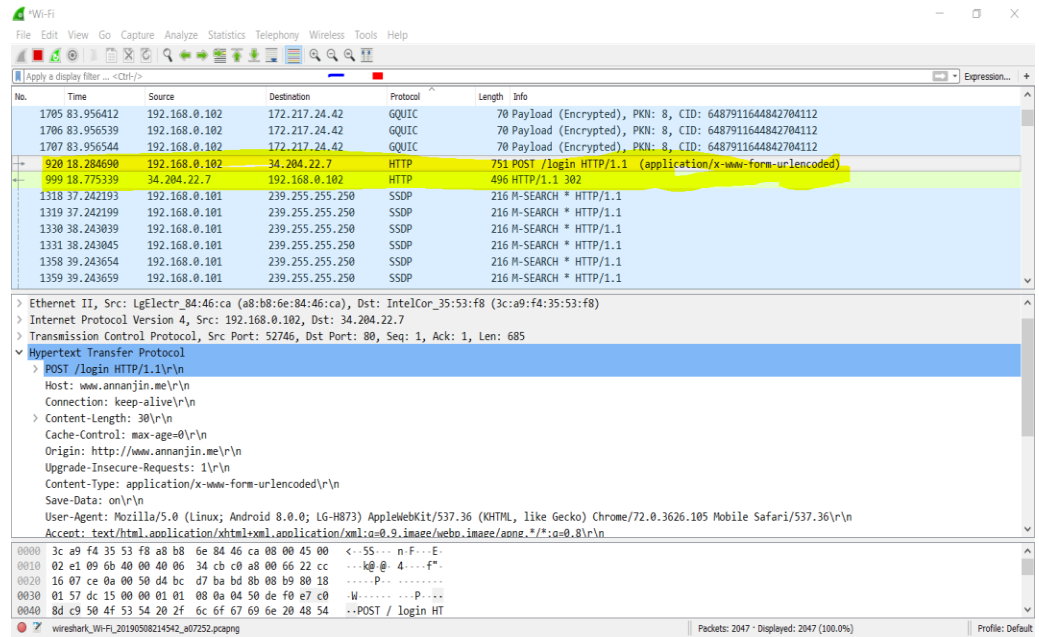 *Wi-Fi
File Edit View Go Capture Analyze Statistics Telephony Wireless Tools Help
Apply a display filter ... <Ctrl-/> Expression... +
No. Time Source Destination Protocol Length Info
1705 83.956412 192.168.0.102 172.217.24.42 GQUIC 70 Payload (Encrypted), PKN: 8, CID: 6487911644842704112
1706 83.956539 192.168.0.102 172.217.24.42 GQUIC 70 Payload (Encrypted), PKN: 8, CID: 6487911644842704112
1707 83.956544 192.168.0.102 172.217.24.42 GQUIC 70 Payload (Encrypted), PKN: 8, CID: 6487911644842704112
920 18.284690 192.168.0.102 34.204.22.7 HTTP 751 POST /login HTTP/1.1 (application/x-www-form-urlencoded)
999 18.775339 34.204.22.7 192.168.0.102 HTTP 496 HTTP/1.1 302
1318 37.242193 192.168.0.101 239.255.255.250 SSDP 216 M-SEARCH * HTTP/1.1
1319 37.242199 192.168.0.101 239.255.255.250 SSDP 216 M-SEARCH * HTTP/1.1
1330 38.243039 192.168.0.101 239.255.255.250 SSDP 216 M-SEARCH * HTTP/1.1
1331 38.243045 192.168.0.101 239.255.255.250 SSDP 216 M-SEARCH * HTTP/1.1
1358 39.243654 192.168.0.101 239.255.255.250 SSDP 216 M-SEARCH * HTTP/1.1
1359 39.243659 192.168.0.101 239.255.255.250 SSDP 216 M-SEARCH * HTTP/1.1
Ethernet II, Src: LgElectr_84:46:ca (a8:b8:6e:84:46:ca), Dst: IntelCor_35:53:f8 (3c:a9:f4:35:53:f8)
Internet Protocol Version 4, Src: 192.168.0.102, Dst: 34.204.22.7
Transmission Control Protocol, Src Port: 52746, Dst Port: 80, Seq: 1, Ack: 1, Len: 685
Hypertext Transfer Protocol
POST /login HTTP/1.1\r\n
Host: www.annanjin.me\r\n
Connection: keep-alive\r\n
Content-Length: 30\r\n
Cache-Control: max-age=0\r\n
Origin: http://www.annanjin.me\r\n
Upgrade-Insecure-Requests: 1\r\n
Content-Type: application/x-www-form-urlencoded\r\n
Save-Data: on\r\n
User-Agent: Mozilla/5.0 (Linux; Android 8.0.0; LG-H873) AppleWebKit/537.36 (KHTML, like Gecko) Chrome/72.0.3626.105 Mobile Safari/537.36\r\n
Accept: text/html,application/xhtml+xml,application/xml;q=0.9,image/webp,image/apng,*/*;q=0.8\r\n
0000 3c a9 f4 35 53 f8 a8 b8 6e 84 46 ca 08 00 45 00 <··5S··· n·F···E·
0010 02 e1 09 6b 40 00 40 06 34 cb c0 a8 00 66 22 cc ···k@·@· 4····f"·
0020 16 07 ce 0a 00 50 d4 bc d7 ba bd 8b 08 b9 80 18 ·····P·· ········
0030 01 57 dc 15 00 00 01 01 08 0a 04 50 de f0 e7 c0 ·W······ ···P····
0040 8d c9 50 4f 53 54 20 2f 6c 6f 67 69 6e 20 48 54 ··POST / login HT
wireshark_Wi-Fi_20190508214542_a07252.pcapng Packets: 2047 · Displayed: 2047 (100.0%) Profile: Default